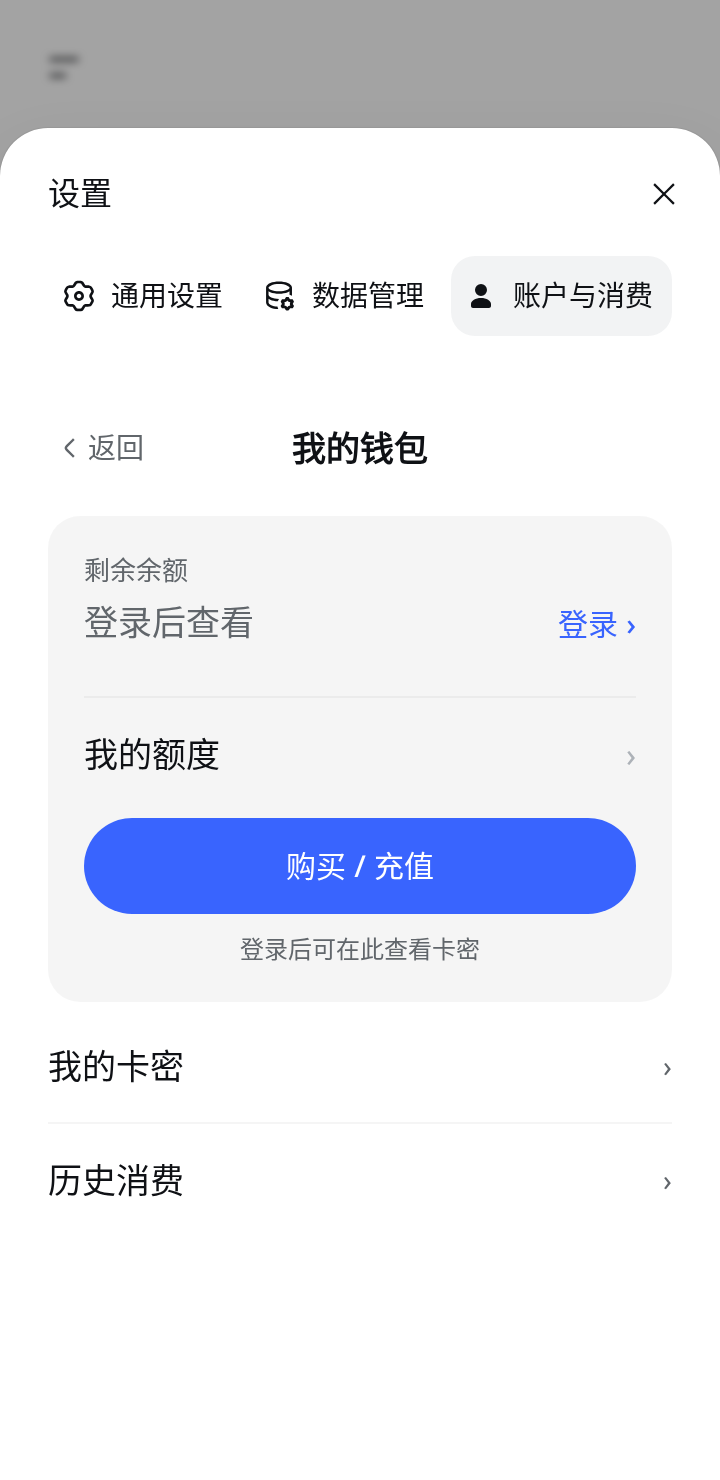 设置
通用设置
数据管理
账户与消费
返回
我的钱包
剩余余额
登录后查看
登录 ›
我的额度 ›
购买 / 充值
登录后可在此查看卡密
我的卡密 ›
历史消费 ›